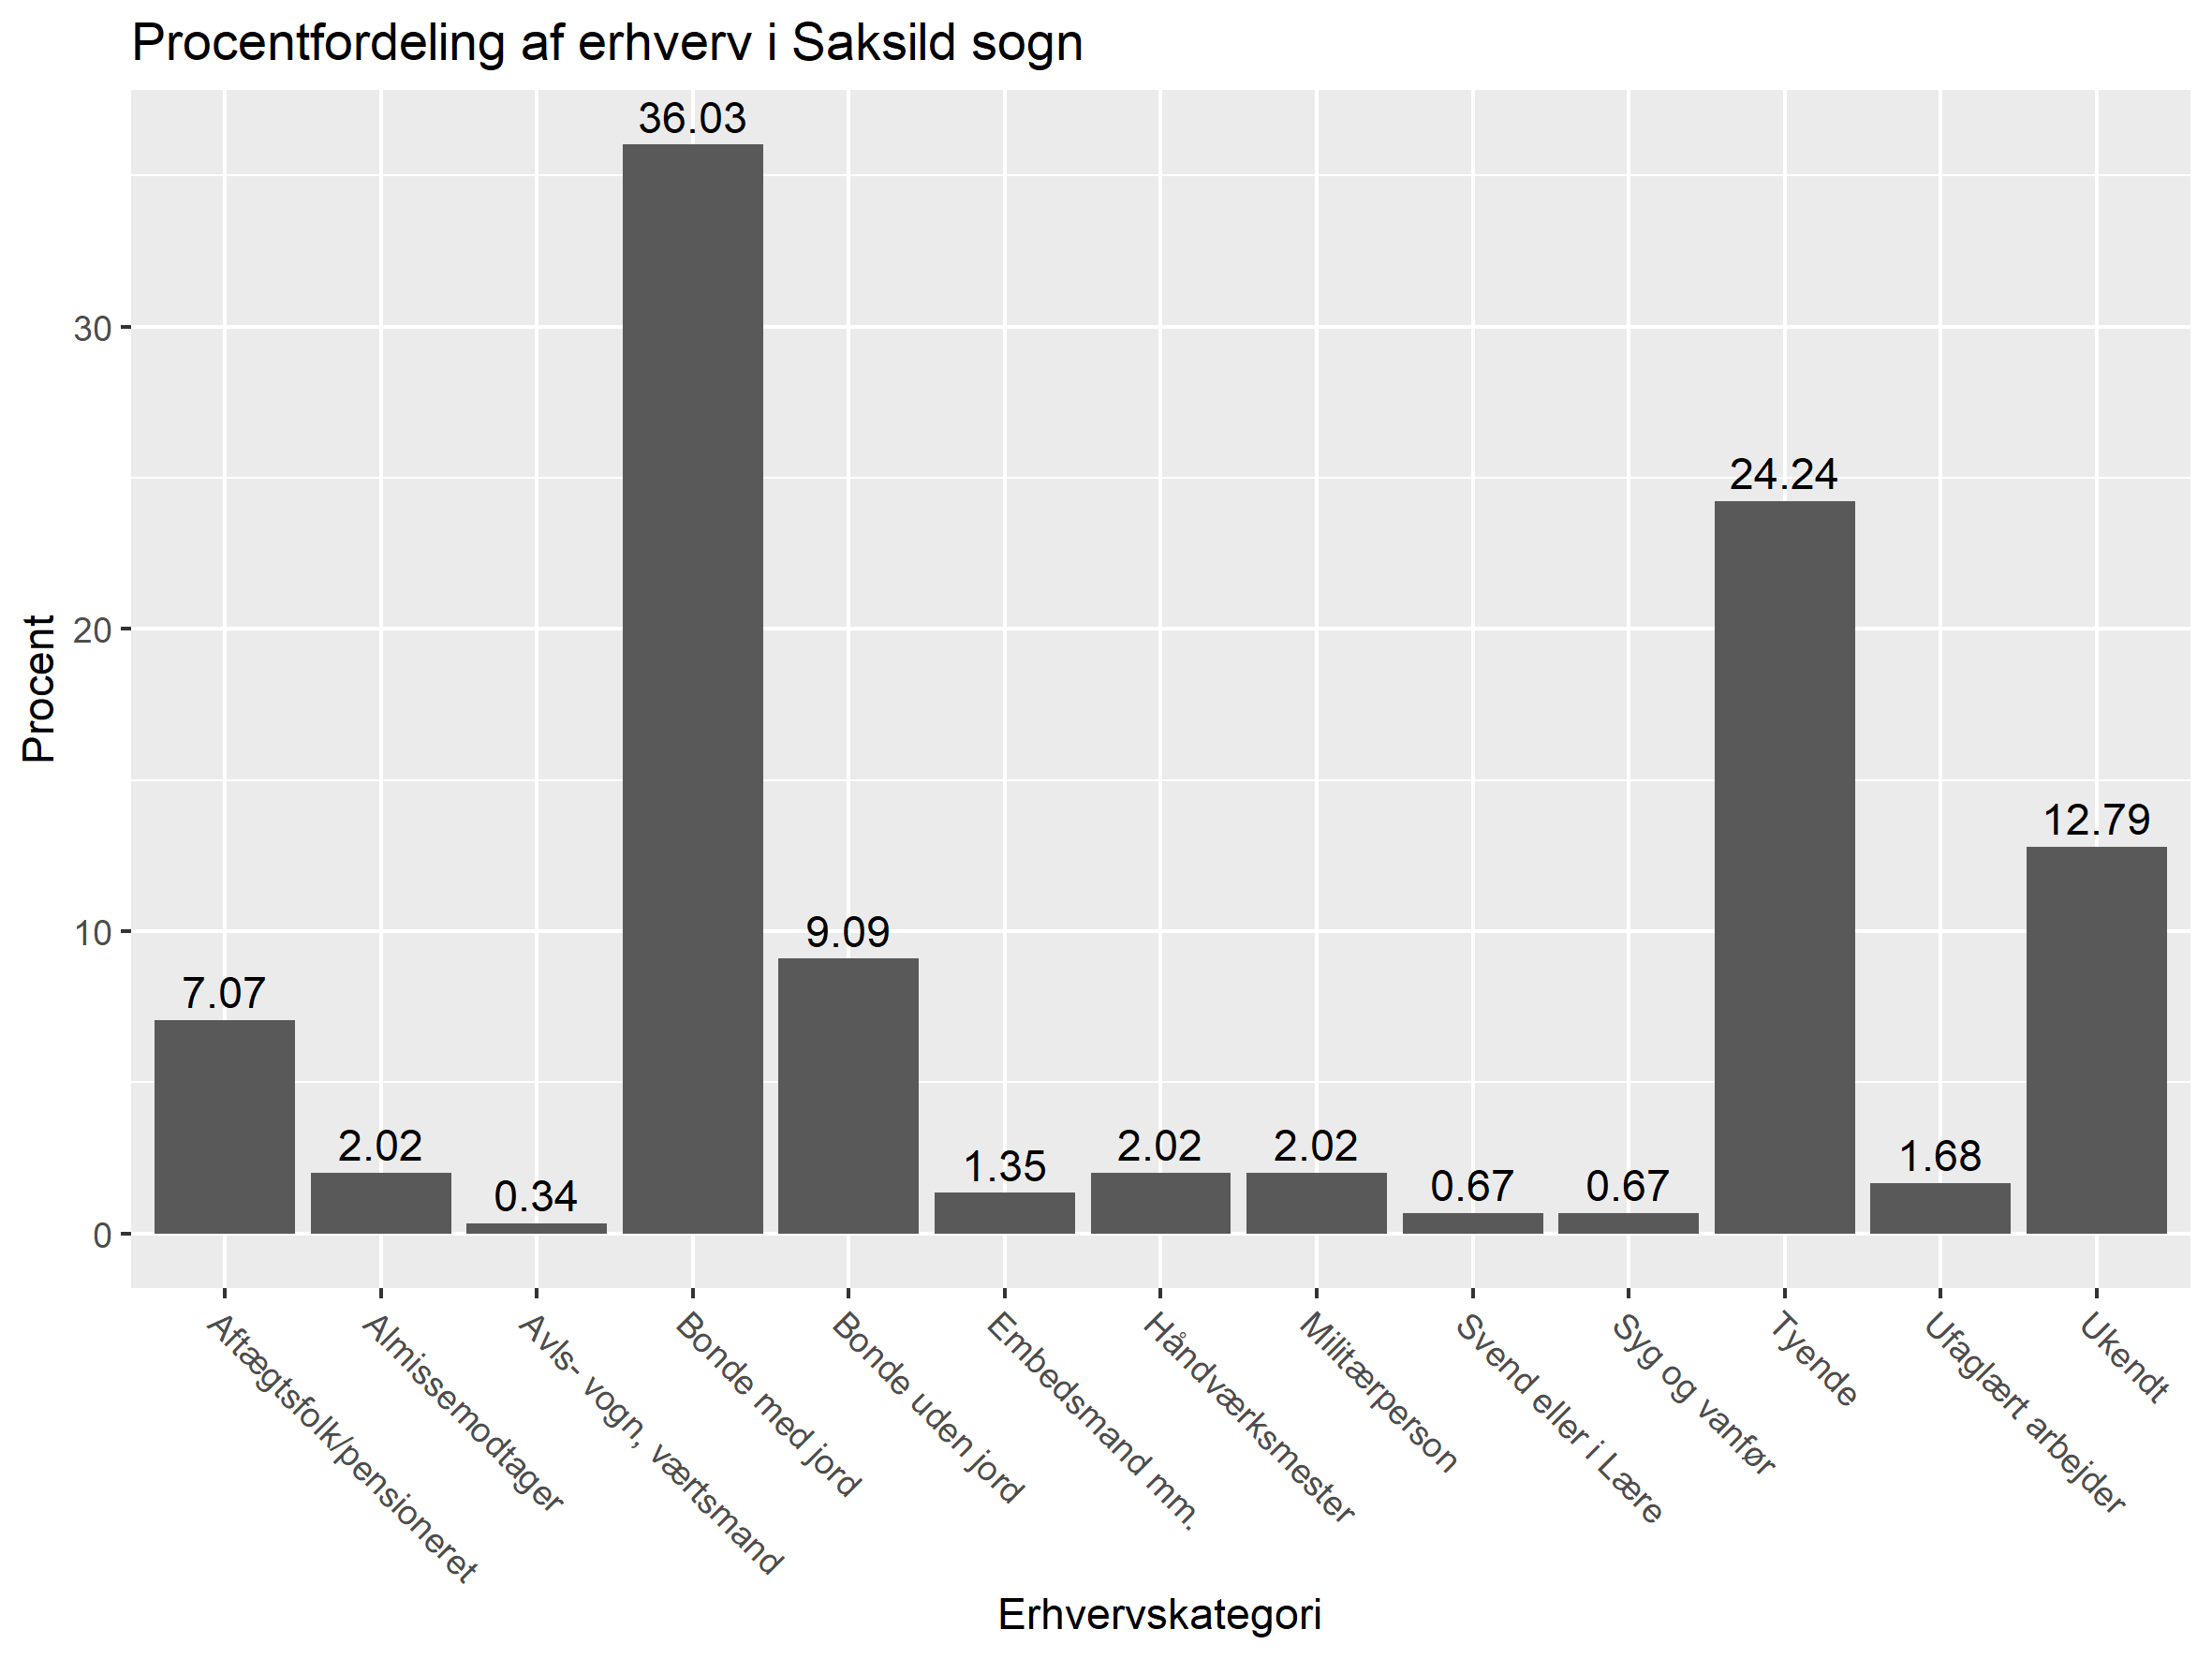 Procentfordeling af erhverv i Saksild sogn
36.03
30
24.24
20
Procent
12.79
10
9.09
7.07
2.02
0.34
1.35
2.02
2.02
0.67
0.67
1.68
0
Aftægtsfolk/pensioneret
Almissemodtager
Avls- vogn, værtsmand
Bonde med jord
Bonde uden jord
Embedsmand mm.
Håndværksmester
Militærperson
Svend eller i Lære
Syg og vanfør
Tyende
Ufaglært arbejder
Ukendt
Erhvervskategori